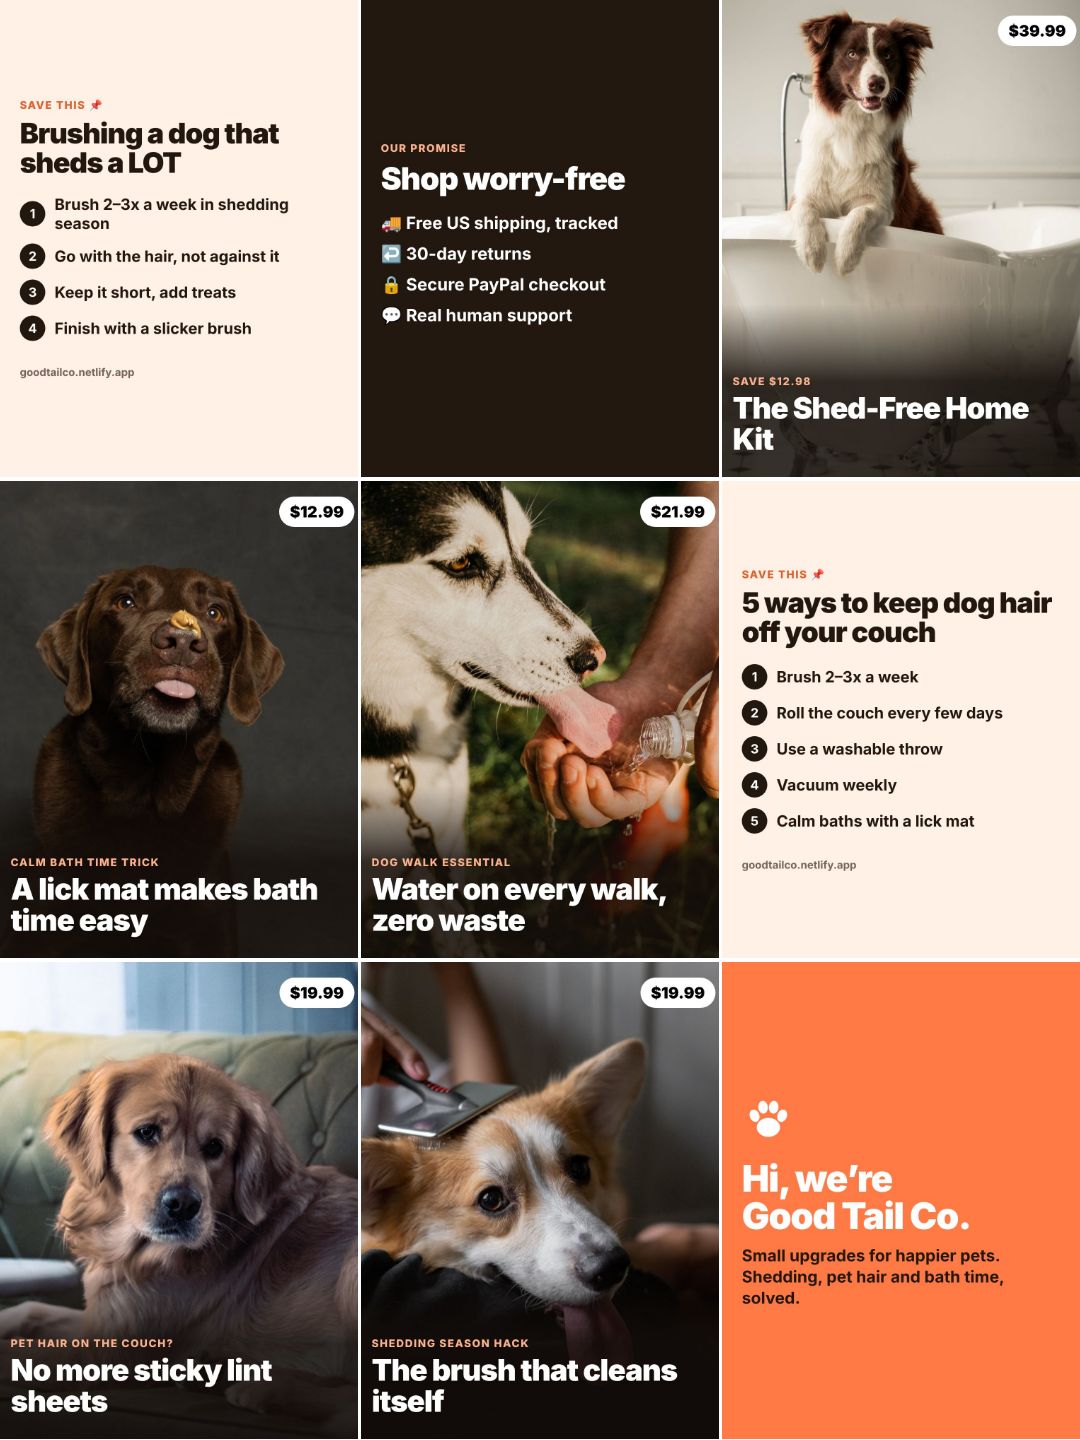 SAVE THIS 📌
Brushing a dog that
sheds a LOT
1 Brush 2–3x a week in shedding
season
2 Go with the hair, not against it
3 Keep it short, add treats
4 Finish with a slicker brush
goodtailco.netlify.app
OUR PROMISE
Shop worry-free
🚚 Free US shipping, tracked
↩️ 30-day returns
🔒 Secure PayPal checkout
💬 Real human support
$39.99
SAVE $12.98
The Shed-Free Home
Kit
$12.99
CALM BATH TIME TRICK
A lick mat makes bath
time easy
$21.99
DOG WALK ESSENTIAL
Water on every walk,
zero waste
SAVE THIS 📌
5 ways to keep dog hair
off your couch
1 Brush 2–3x a week
2 Roll the couch every few days
3 Use a washable throw
4 Vacuum weekly
5 Calm baths with a lick mat
goodtailco.netlify.app
$19.99
PET HAIR ON THE COUCH?
No more sticky lint
sheets
$19.99
SHEDDING SEASON HACK
The brush that cleans
itself
Hi, we’re
Good Tail Co.
Small upgrades for happier pets.
Shedding, pet hair and bath time,
solved.